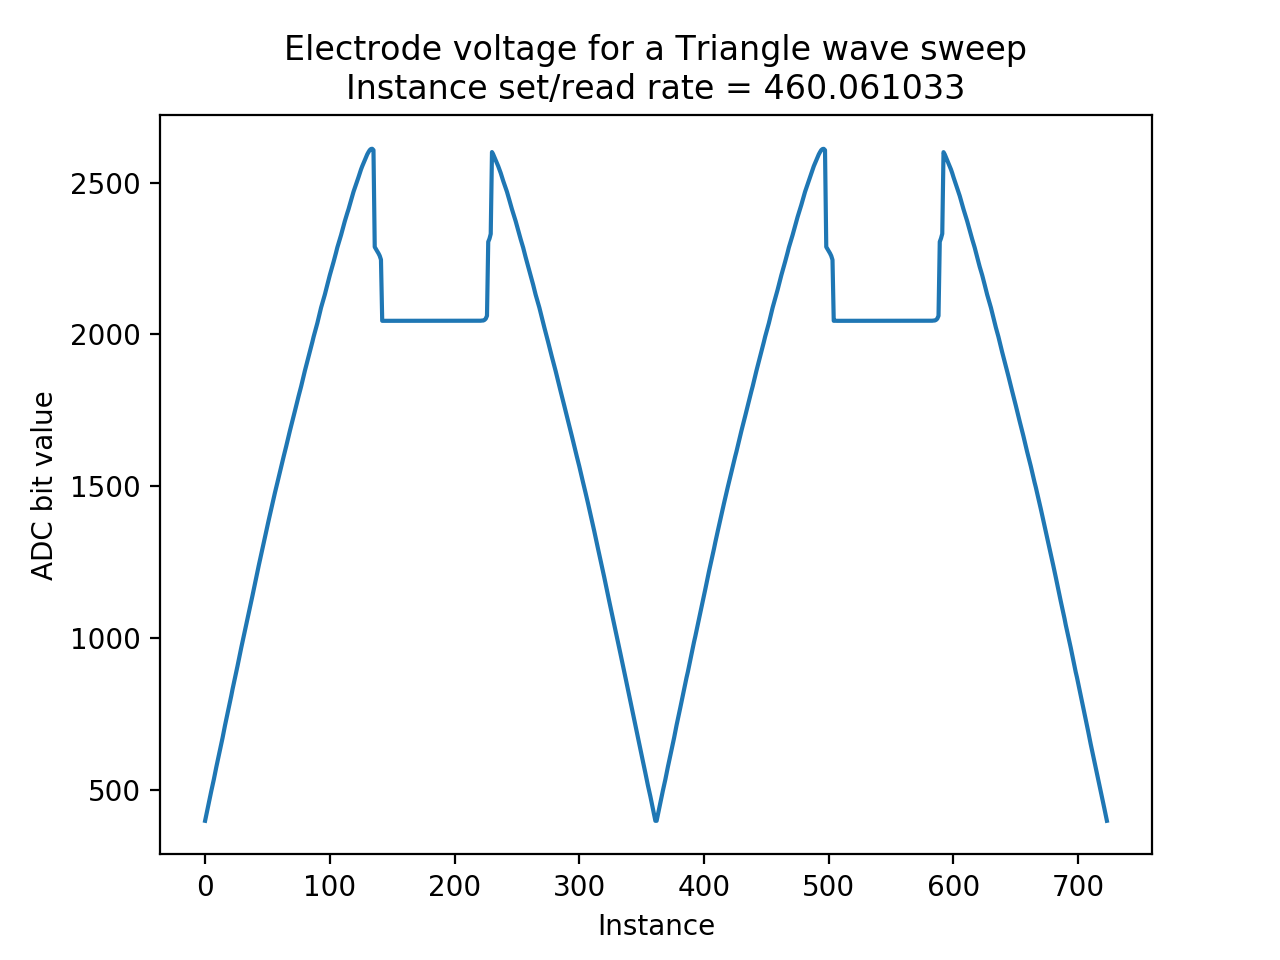 Electrode voltage for a Triangle wave sweep
Instance set/read rate = 460.061033
2500
2000
1500
1000
500
ADC bit value
0 100 200 300 400 500 600 700
Instance